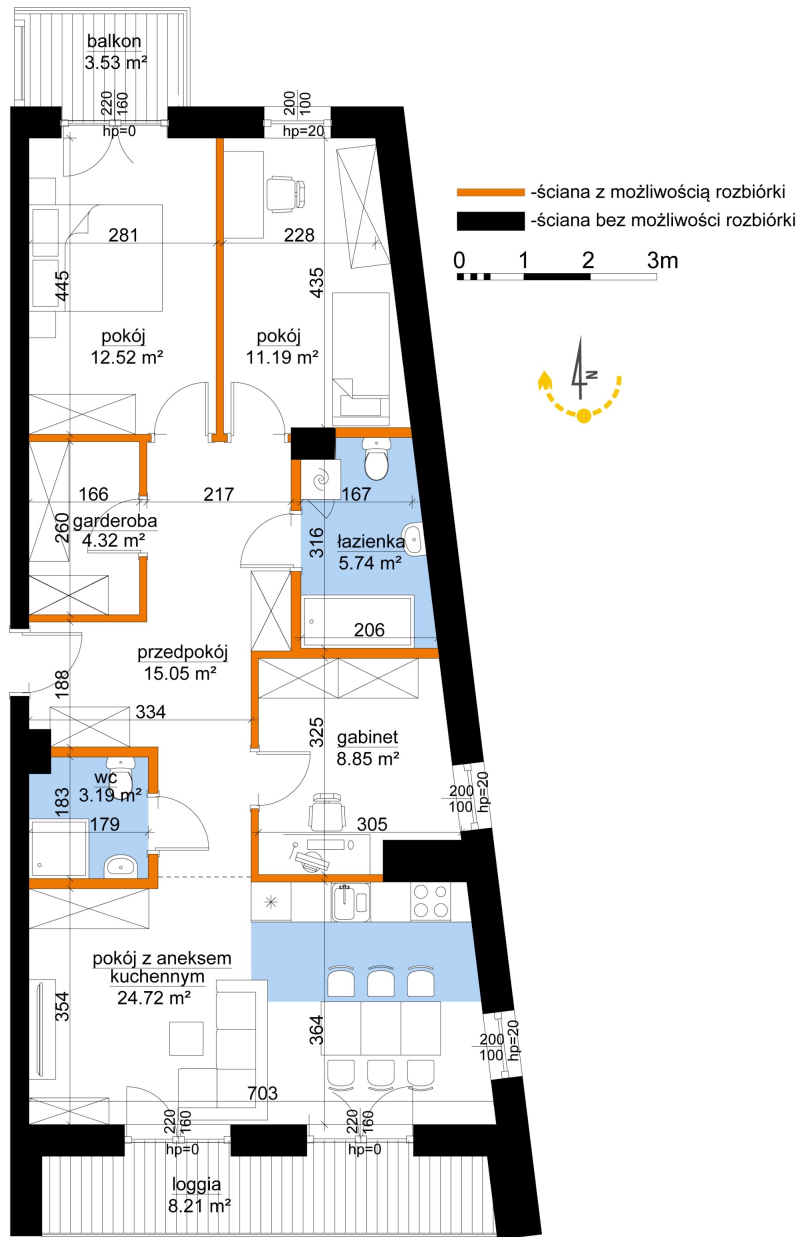 balkon
3.53 m²
220
160
hp=0
200
100
hp=20
-ściana z możliwością rozbiórki
-ściana bez możliwości rozbiórki
0 1 2 3m
N
281
228
445
435
pokój
12.52 m²
pokój
11.19 m²
166
217
167
garderoba
4.32 m²
260
316
łazienka
5.74 m²
206
przedpokój
15.05 m²
188
334
325
gabinet
8.85 m²
200
100
hp=20
wc
3.19 m²
183
179
305
pokój z aneksem
kuchennym
24.72 m²
354
364
200
100
hp=20
703
220
160
hp=0
220
160
hp=0
loggia
8.21 m²